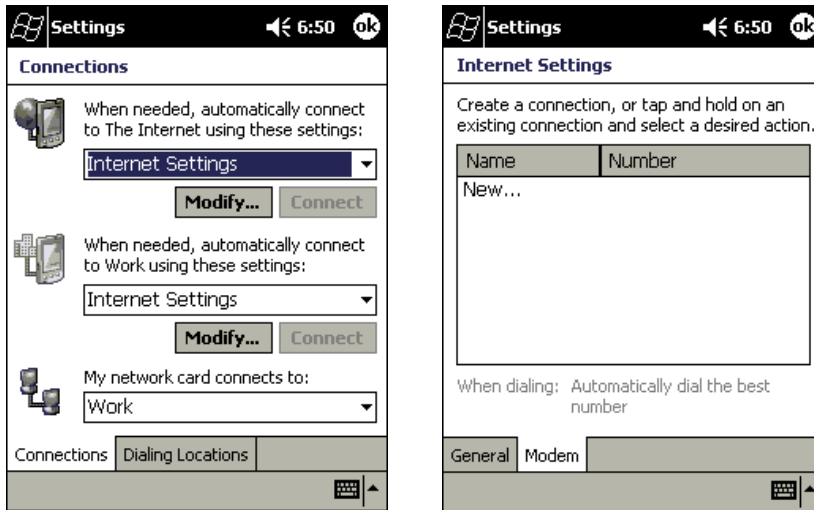 Settings 6:50 ok
Connections
When needed, automatically connect
to The Internet using these settings:
Internet Settings
Modify... Connect
When needed, automatically connect
to Work using these settings:
Internet Settings
Modify... Connect
My network card connects to:
Work
Connections Dialing Locations
Settings 6:50 ok
Internet Settings
Create a connection, or tap and hold on an
existing connection and select a desired action.
Name Number
New...
When dialing: Automatically dial the best
number
General Modem